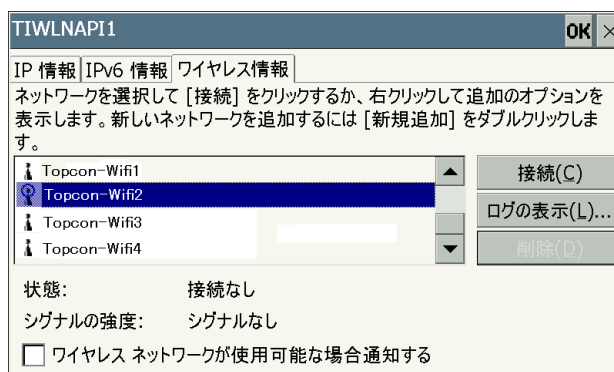 TIWLNAPI1 OK ×
IP 情報 IPv6 情報 ワイヤレス情報
ネットワークを選択して [接続] をクリックするか、右クリックして追加のオプションを
表示します。新しいネットワークを追加するには [新規追加] をダブルクリックしま
す。
Topcon-Wifi1
Topcon-Wifi2
Topcon-Wifi3
Topcon-Wifi4
接続(C)
ログの表示(L)...
削除(D)
状態: 接続なし
シグナルの強度: シグナルなし
ワイヤレス ネットワークが使用可能な場合通知する